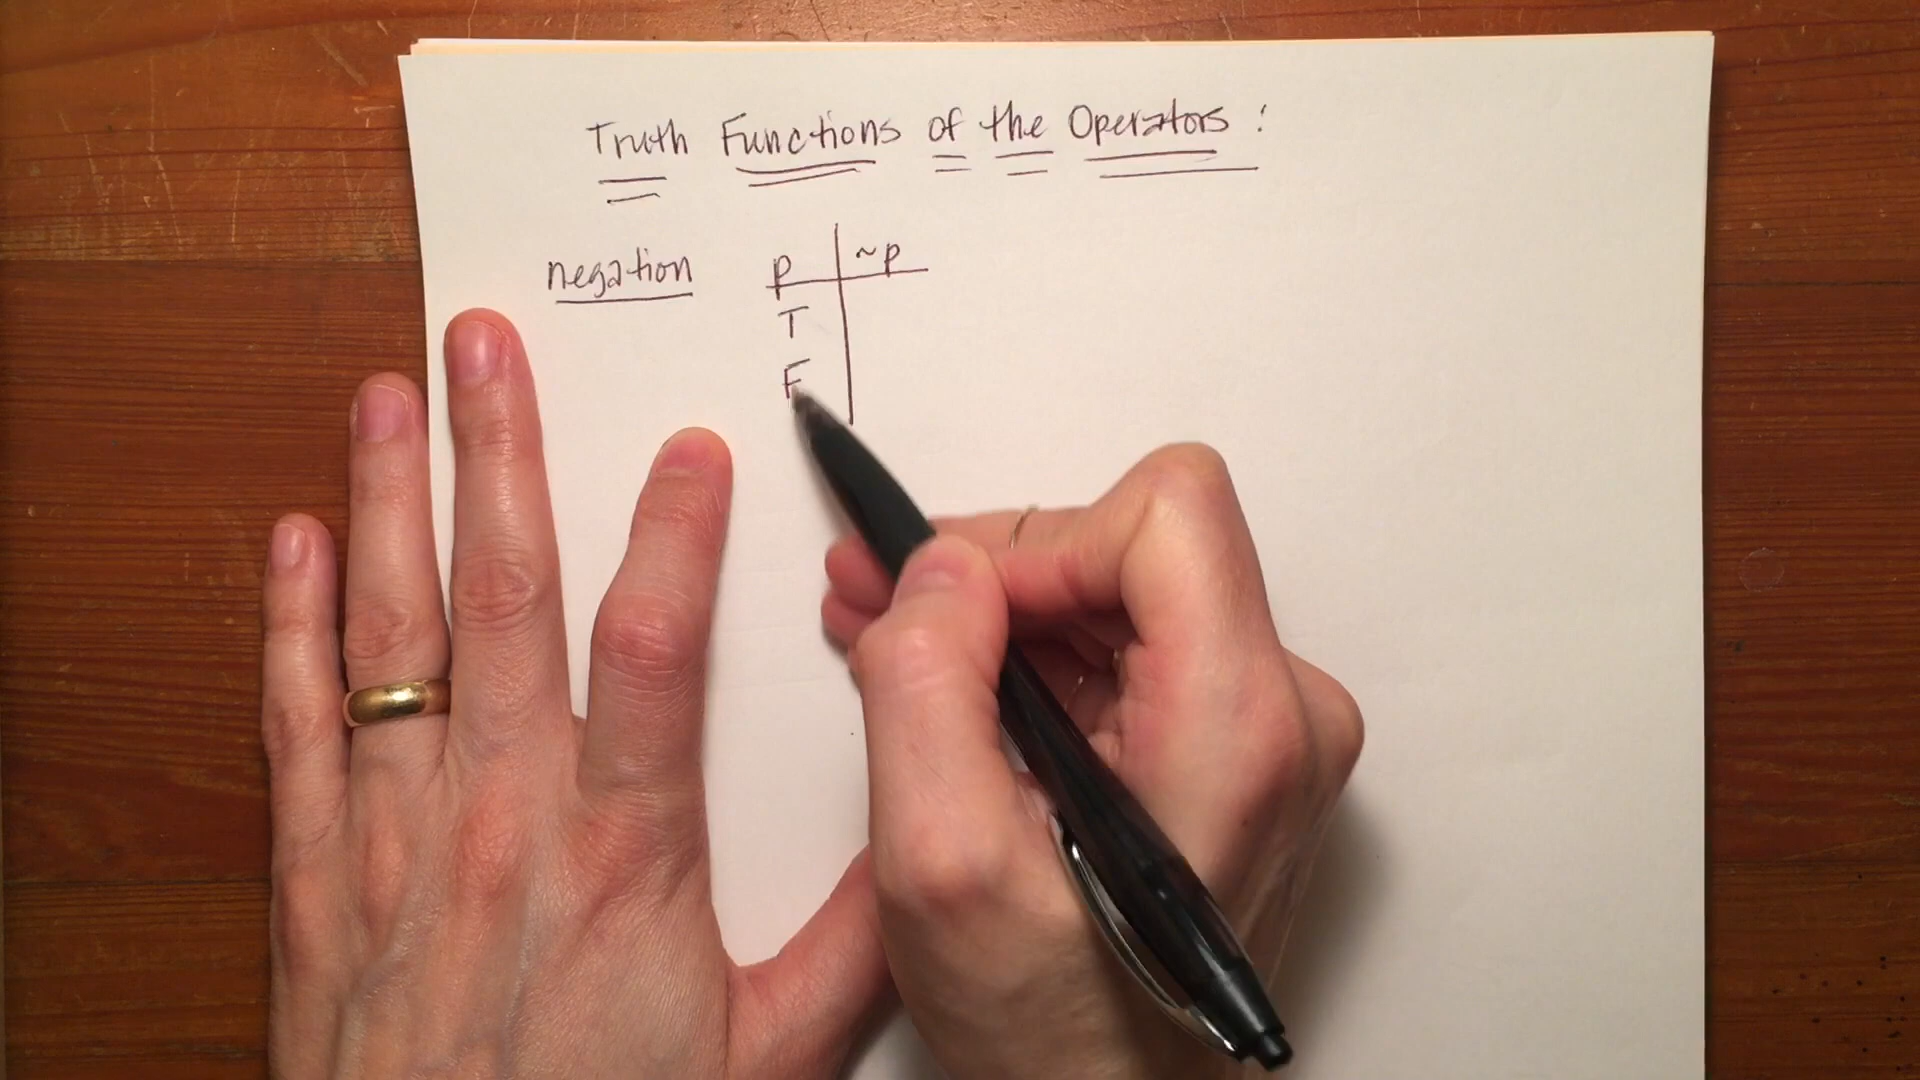 Truth Functions of the Operators :
negation
p ~p
T
F